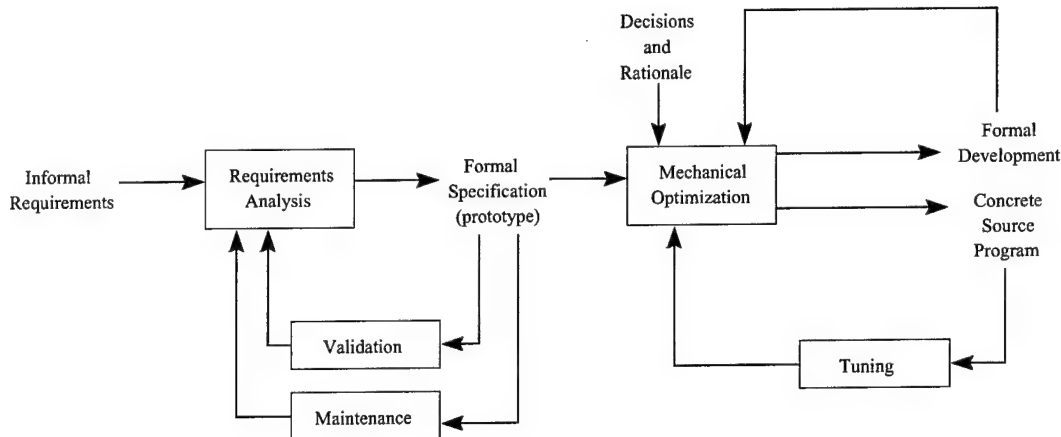 Decisions
and
Rationale
Informal
Requirements
Requirements
Analysis
Formal
Specification
(prototype)
Mechanical
Optimization
Formal
Development
Concrete
Source
Program
Validation
Maintenance
Tuning